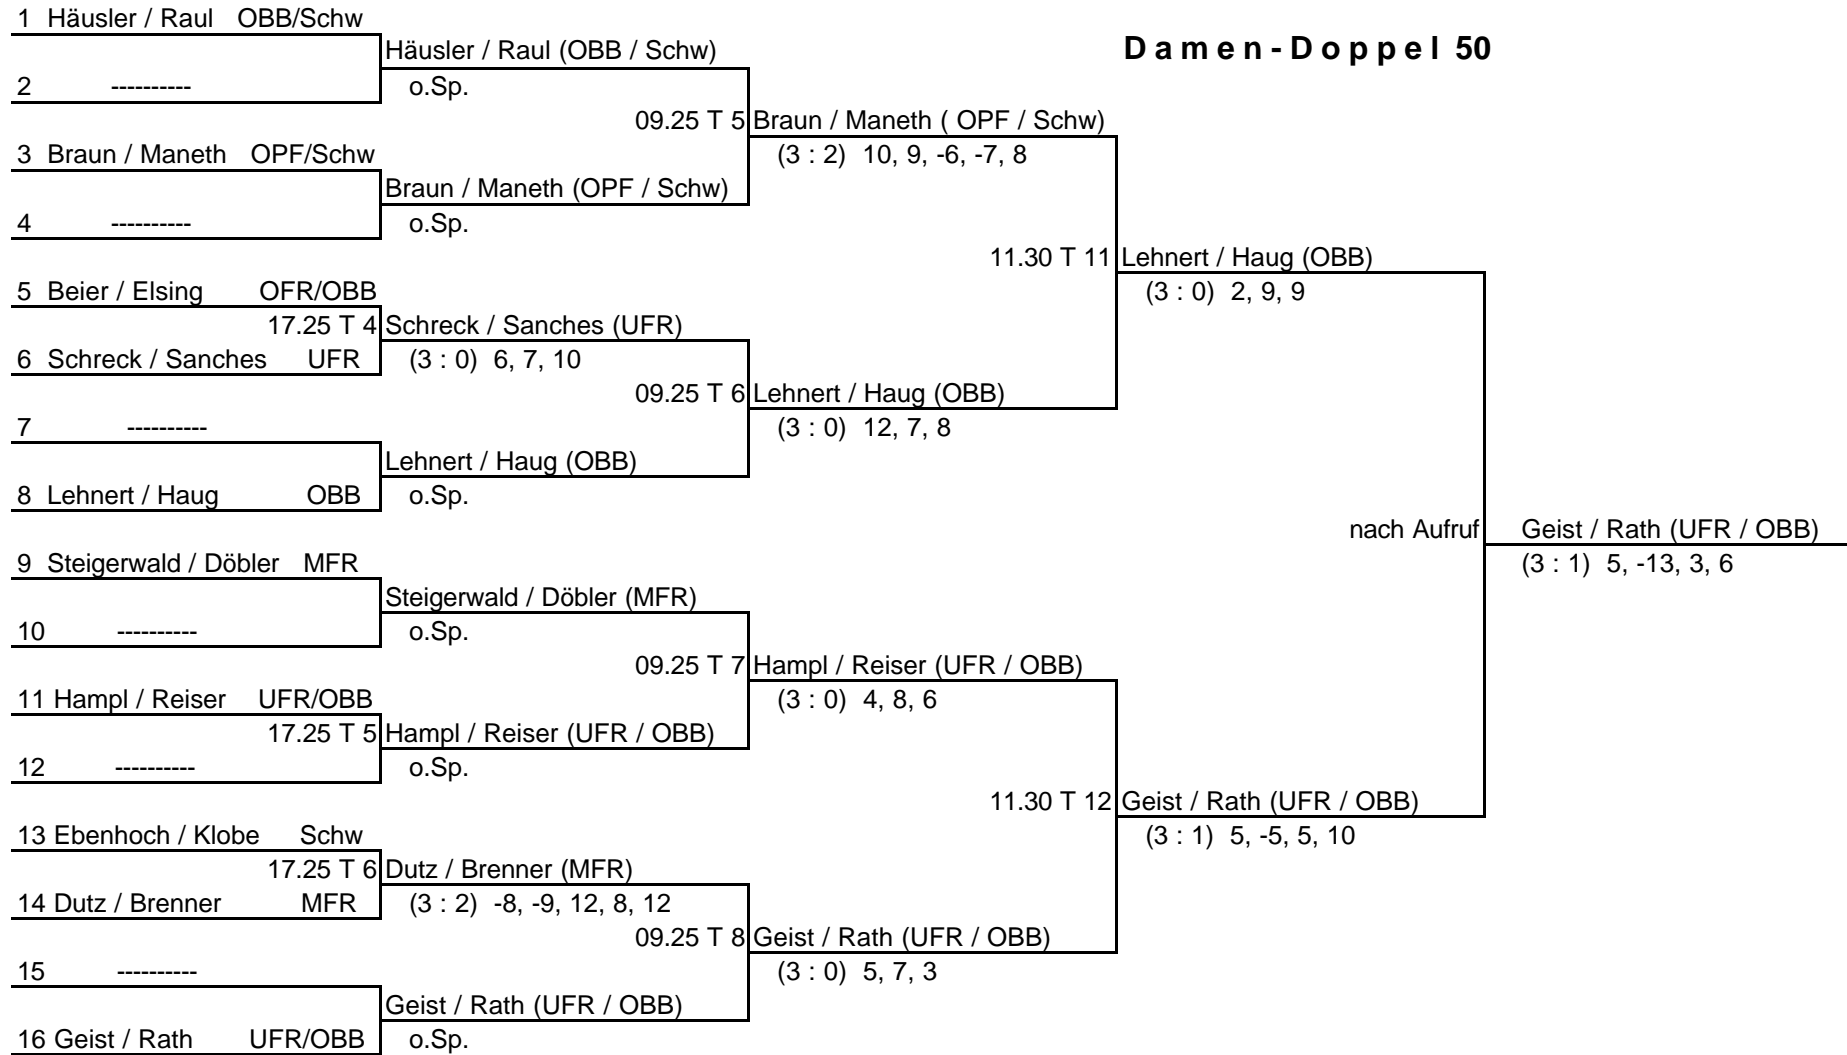 1 Häusler / Raul OBB/Schw
Häusler / Raul (OBB / Schw)
Damen-Doppel 50
2 ----------
o.Sp.
09.25 T 5 Braun / Maneth ( OPF / Schw)
3 Braun / Maneth OPF/Schw
(3 : 2) 10, 9, -6, -7, 8
Braun / Maneth (OPF / Schw)
4 ----------
o.Sp.
11.30 T 11 Lehnert / Haug (OBB)
5 Beier / Elsing OFR/OBB
(3 : 0) 2, 9, 9
17.25 T 4 Schreck / Sanches (UFR)
6 Schreck / Sanches UFR
(3 : 0) 6, 7, 10
09.25 T 6 Lehnert / Haug (OBB)
7 ----------
(3 : 0) 12, 7, 8
Lehnert / Haug (OBB)
8 Lehnert / Haug OBB
o.Sp.
nach Aufruf Geist / Rath (UFR / OBB)
9 Steigerwald / Döbler MFR
(3 : 1) 5, -13, 3, 6
Steigerwald / Döbler (MFR)
10 ----------
o.Sp.
09.25 T 7 Hampl / Reiser (UFR / OBB)
11 Hampl / Reiser UFR/OBB
(3 : 0) 4, 8, 6
17.25 T 5 Hampl / Reiser (UFR / OBB)
12 ----------
o.Sp.
11.30 T 12 Geist / Rath (UFR / OBB)
13 Ebenhoch / Klobe Schw
(3 : 1) 5, -5, 5, 10
17.25 T 6 Dutz / Brenner (MFR)
14 Dutz / Brenner MFR
(3 : 2) -8, -9, 12, 8, 12
09.25 T 8 Geist / Rath (UFR / OBB)
15 ----------
(3 : 0) 5, 7, 3
Geist / Rath (UFR / OBB)
16 Geist / Rath UFR/OBB
o.Sp.